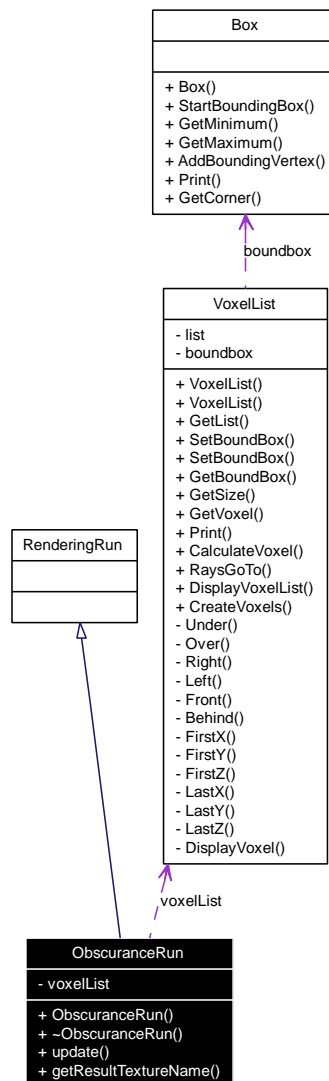 Box
+ Box()
+ StartBoundingBox()
+ GetMinimum()
+ GetMaximum()
+ AddBoundingVertex()
+ Print()
+ GetCorner()
boundbox
VoxelList
- list
- boundbox
+ VoxelList()
+ VoxelList()
+ GetList()
+ SetBoundBox()
+ SetBoundBox()
+ GetBoundBox()
+ GetSize()
+ GetVoxel()
+ Print()
+ CalculateVoxel()
+ RaysGoTo()
+ DisplayVoxelList()
+ CreateVoxels()
- Under()
- Over()
- Right()
- Left()
- Front()
- Behind()
- FirstX()
- FirstY()
- FirstZ()
- LastX()
- LastY()
- LastZ()
- DisplayVoxel()
RenderingRun
voxelList
ObscuranceRun
- voxelList
+ ObscuranceRun()
+ ~ObscuranceRun()
+ update()
+ getResultTextureName()